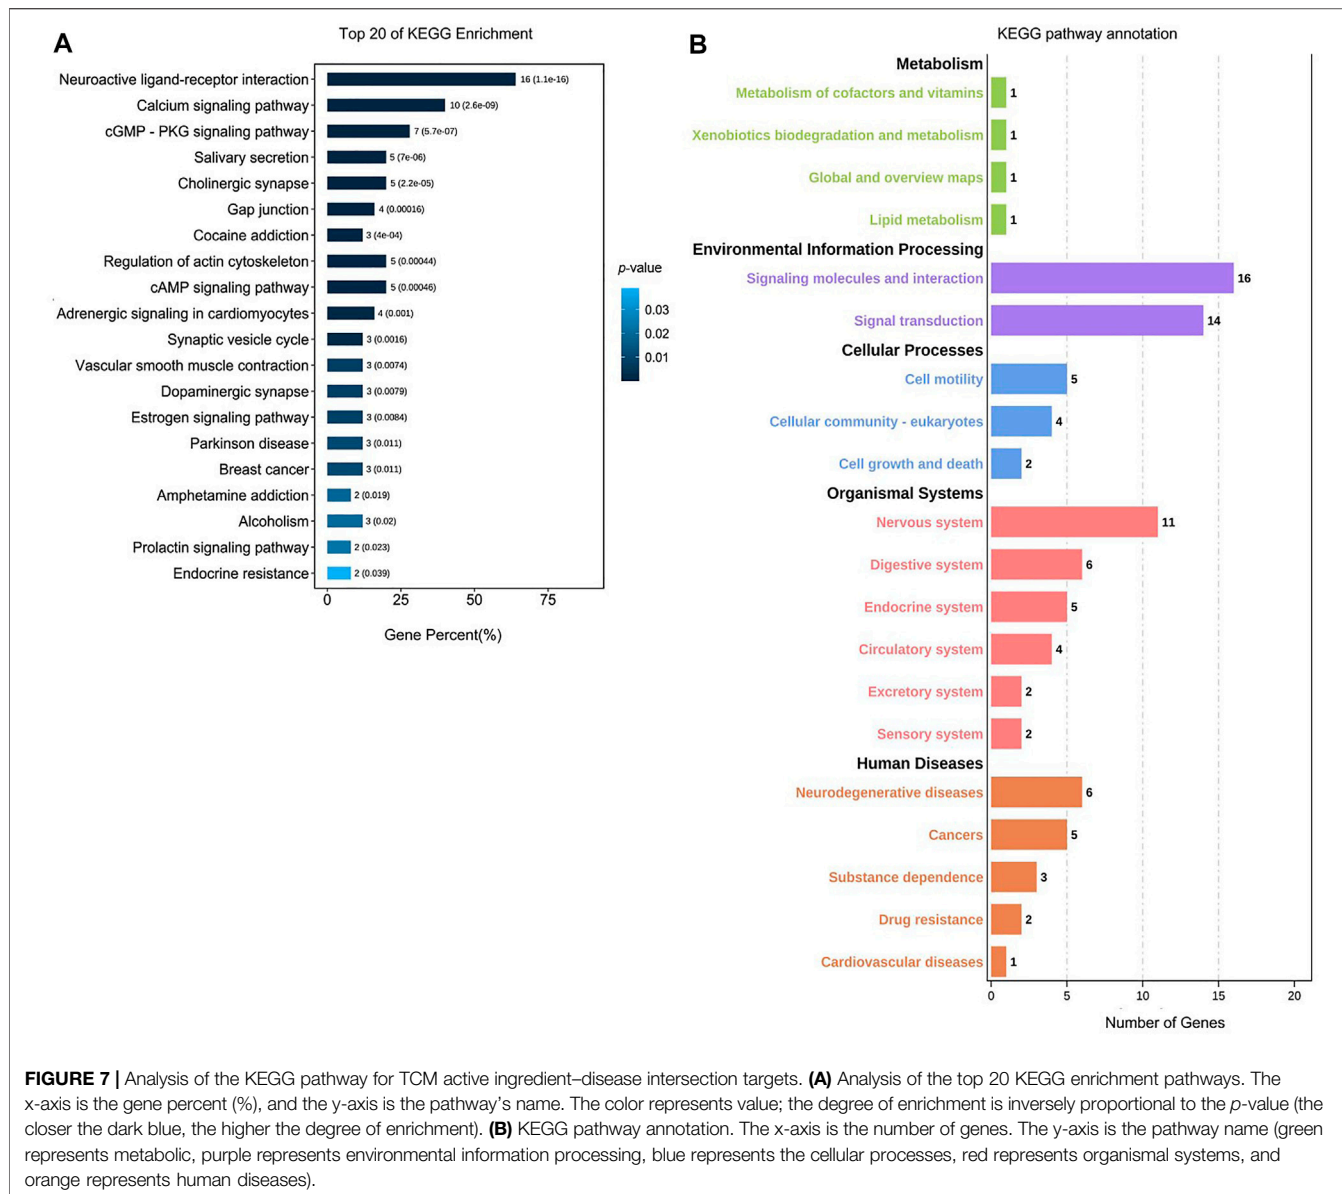 A
Top 20 of KEGG Enrichment
Neuroactive ligand-receptor interaction 16 (1.1e-16)
Calcium signaling pathway 10 (2.6e-09)
cGMP - PKG signaling pathway 7 (5.7e-07)
Salivary secretion 5 (7e-06)
Cholinergic synapse 5 (2.2e-05)
Gap junction 4 (0.00016)
Cocaine addiction 3 (4e-04)
Regulation of actin cytoskeleton 5 (0.00044)
cAMP signaling pathway 5 (0.00046)
Adrenergic signaling in cardiomyocytes 4 (0.001)
Synaptic vesicle cycle 3 (0.0016)
Vascular smooth muscle contraction 3 (0.0074)
Dopaminergic synapse 3 (0.0079)
Estrogen signaling pathway 3 (0.0084)
Parkinson disease 3 (0.011)
Breast cancer 3 (0.011)
Amphetamine addiction 2 (0.019)
Alcoholism 3 (0.02)
Prolactin signaling pathway 2 (0.023)
Endocrine resistance 2 (0.039)
0 25 50 75
Gene Percent(%)
p-value
0.03
0.02
0.01
B
KEGG pathway annotation
Metabolism
Metabolism of cofactors and vitamins 1
Xenobiotics biodegradation and metabolism 1
Global and overview maps 1
Lipid metabolism 1
Environmental Information Processing
Signaling molecules and interaction 16
Signal transduction 14
Cellular Processes
Cell motility 5
Cellular community - eukaryotes 4
Cell growth and death 2
Organismal Systems
Nervous system 11
Digestive system 6
Endocrine system 5
Circulatory system 4
Excretory system 2
Sensory system 2
Human Diseases
Neurodegenerative diseases 6
Cancers 5
Substance dependence 3
Drug resistance 2
Cardiovascular diseases 1
0 5 10 15 20
Number of Genes
FIGURE 7 | Analysis of the KEGG pathway for TCM active ingredient–disease intersection targets. (A) Analysis of the top 20 KEGG enrichment pathways. The
x-axis is the gene percent (%), and the y-axis is the pathway's name. The color represents value; the degree of enrichment is inversely proportional to the p-value (the
closer the dark blue, the higher the degree of enrichment). (B) KEGG pathway annotation. The x-axis is the number of genes. The y-axis is the pathway name (green
represents metabolic, purple represents environmental information processing, blue represents the cellular processes, red represents organismal systems, and
orange represents human diseases).